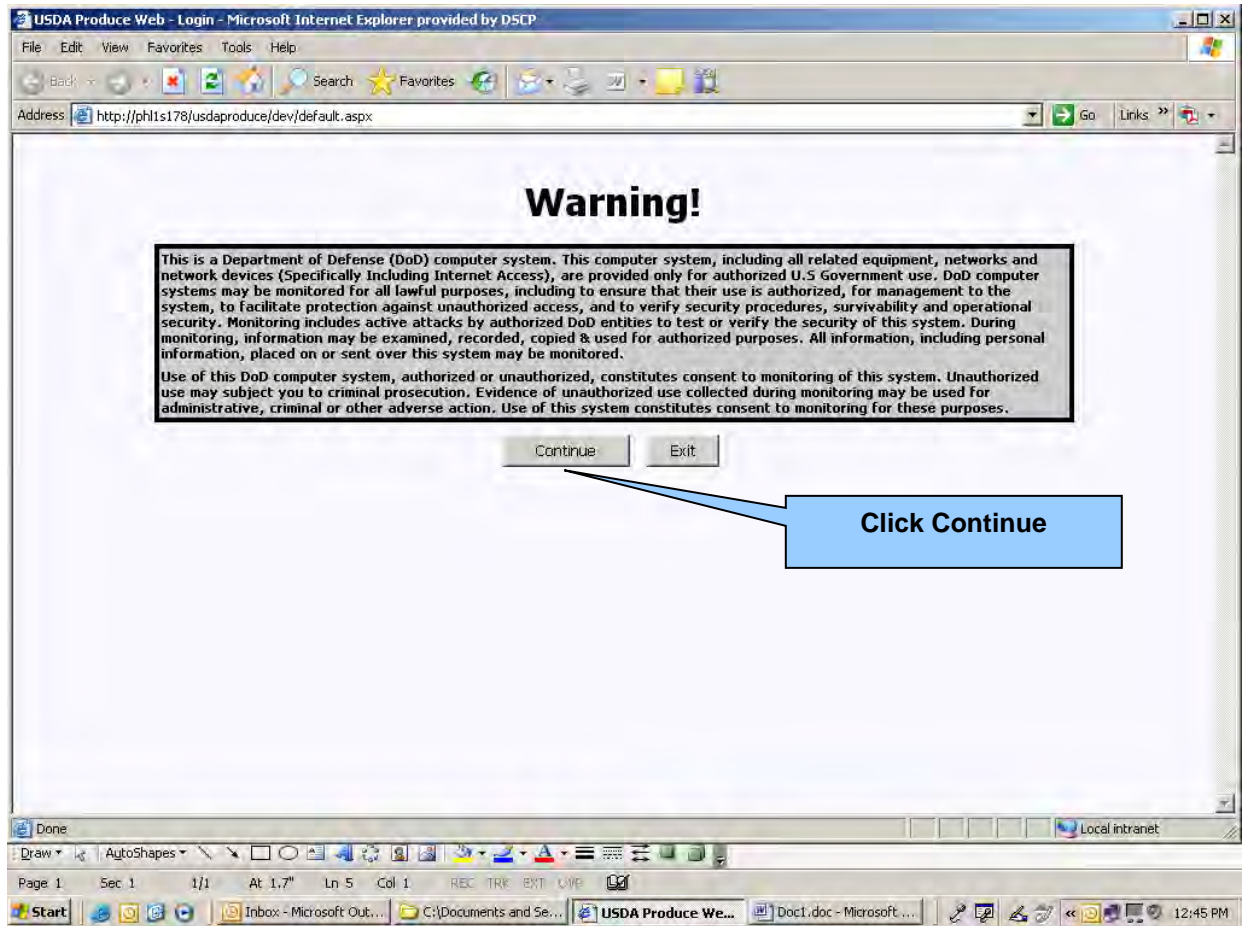 USDA Produce Web - Login - Microsoft Internet Explorer provided by DSCP
File Edit View Favorites Tools Help
Back Search Favorites
Address http://phl1s178/usdaproduce/dev/default.aspx Go Links »
Warning!
This is a Department of Defense (DoD) computer system. This computer system, including all related equipment, networks and
network devices (Specifically Including Internet Access), are provided only for authorized U.S Government use. DoD computer
systems may be monitored for all lawful purposes, including to ensure that their use is authorized, for management to the
system, to facilitate protection against unauthorized access, and to verify security procedures, survivability and operational
security. Monitoring includes active attacks by authorized DoD entities to test or verify the security of this system. During
monitoring, information may be examined, recorded, copied & used for authorized purposes. All information, including personal
information, placed on or sent over this system may be monitored.
Use of this DoD computer system, authorized or unauthorized, constitutes consent to monitoring of this system. Unauthorized
use may subject you to criminal prosecution. Evidence of unauthorized use collected during monitoring may be used for
administrative, criminal or other adverse action. Use of this system constitutes consent to monitoring for these purposes.
Continue Exit
Click Continue
Done Local intranet
Draw AutoShapes
Page 1 Sec 1 1/1 At 1.7" Ln 5 Col 1 REC TRK EXT OVR
Start Inbox - Microsoft Out... C:\Documents and Se... USDA Produce We... Doc1.doc - Microsoft ... « 12:45 PM